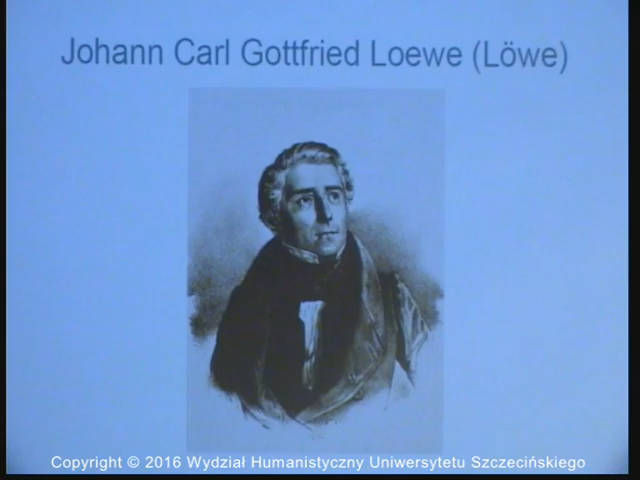 Johann Carl Gottfried Loewe (Löwe)
Copyright © 2016 Wydział Humanistyczny Uniwersytetu Szczecińskiego